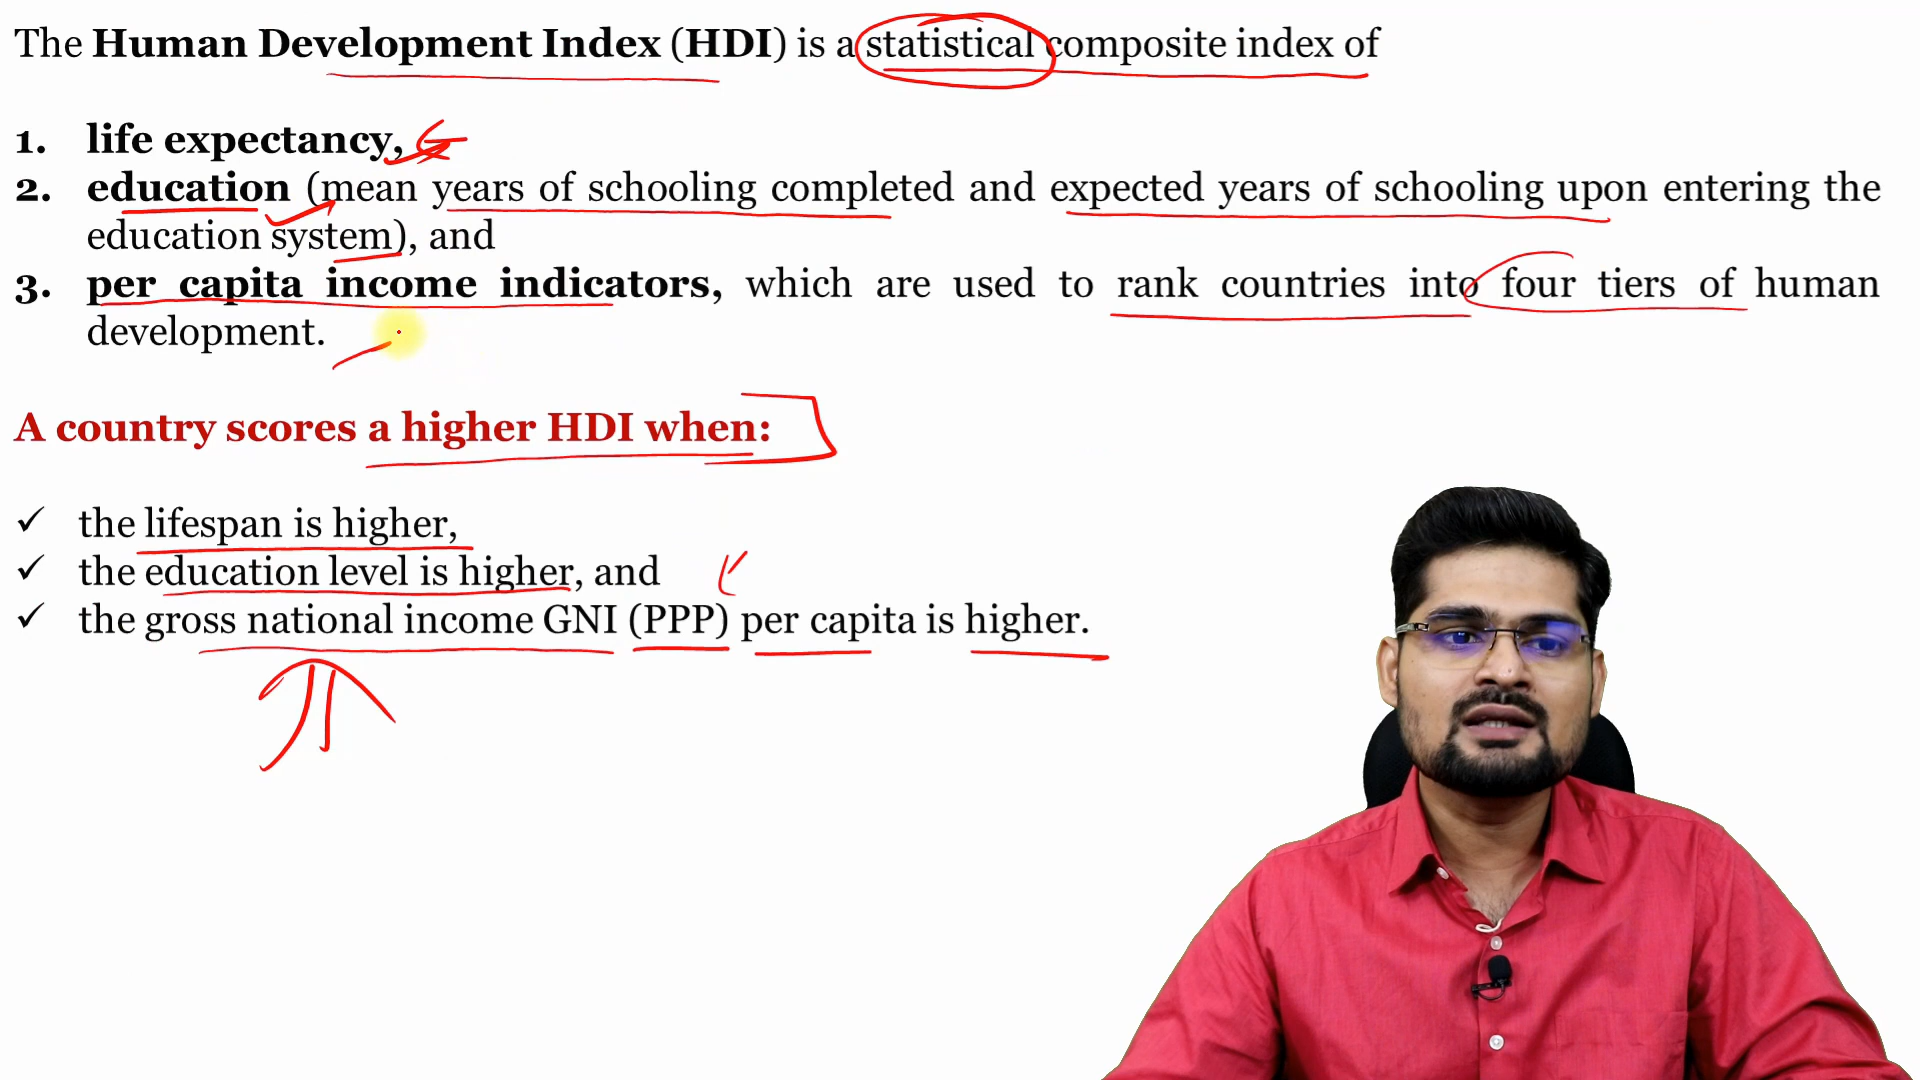 The Human Development Index (HDI) is a statistical composite index of
1. life expectancy,
2. education (mean years of schooling completed and expected years of schooling upon entering the
education system), and
3. per capita income indicators, which are used to rank countries into four tiers of human
development.
A country scores a higher HDI when:
✓ the lifespan is higher,
✓ the education level is higher, and
✓ the gross national income GNI (PPP) per capita is higher.